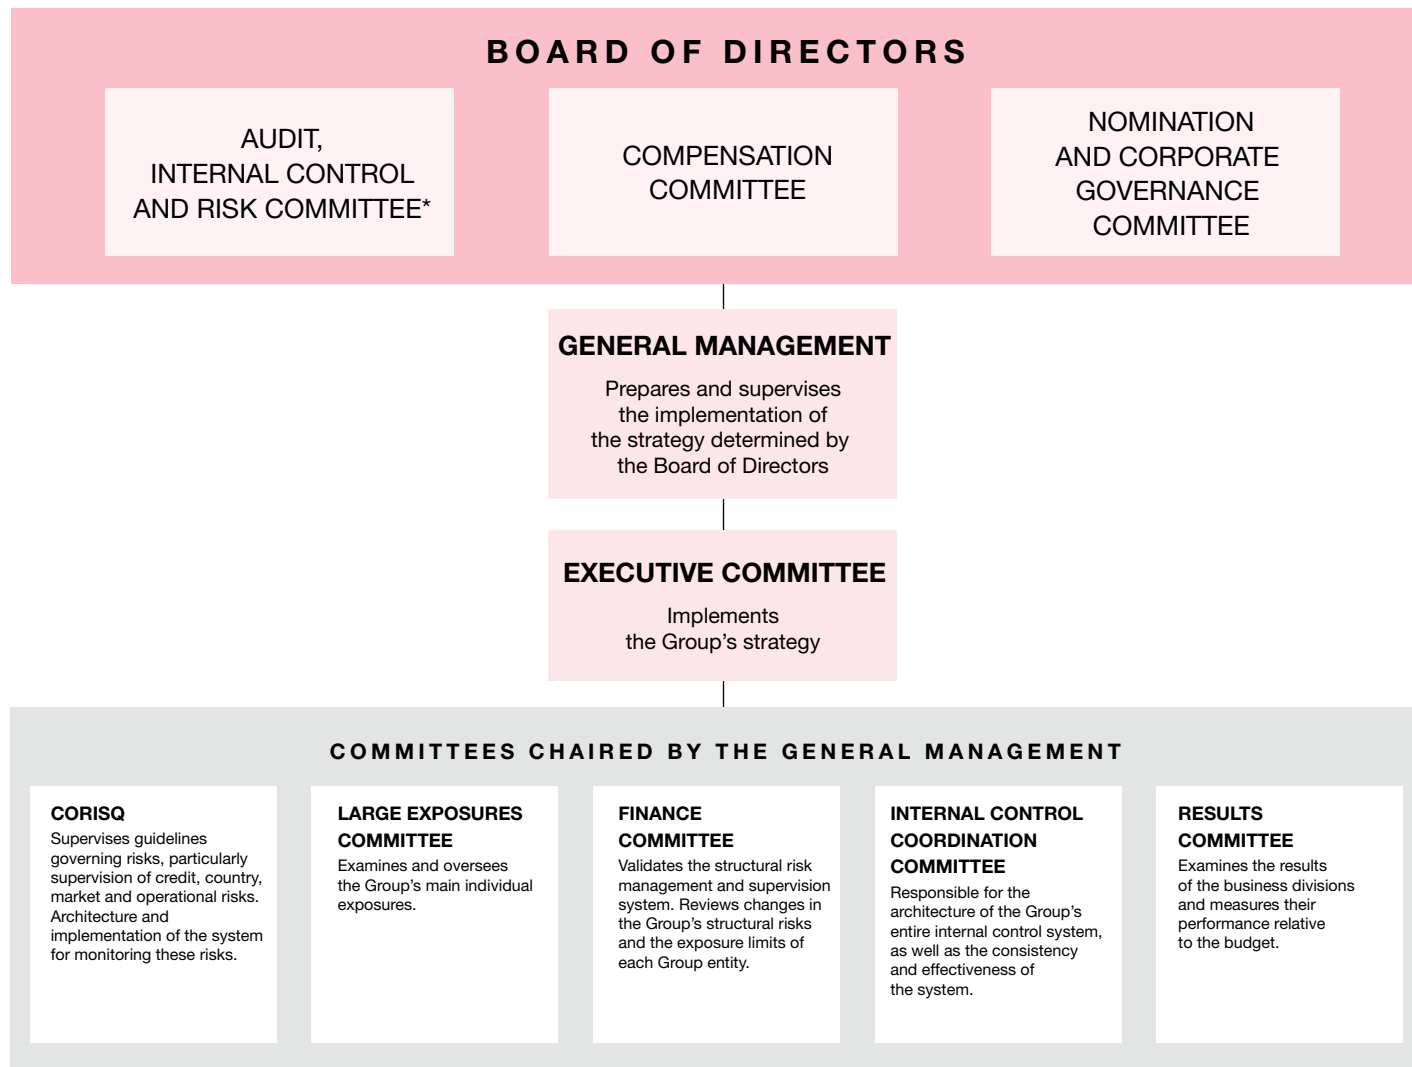 BOARD OF DIRECTORS
AUDIT,
INTERNAL CONTROL
AND RISK COMMITTEE*
COMPENSATION
COMMITTEE
NOMINATION
AND CORPORATE
GOVERNANCE
COMMITTEE
GENERAL MANAGEMENT
Prepares and supervises
the implementation of
the strategy determined by
the Board of Directors
EXECUTIVE COMMITTEE
Implements
the Group’s strategy
COMMITTEES CHAIRED BY THE GENERAL MANAGEMENT
CORISQ
Supervises guidelines
governing risks, particularly
supervision of credit, country,
market and operational risks.
Architecture and
implementation of the system
for monitoring these risks.
LARGE EXPOSURES
COMMITTEE
Examines and oversees
the Group’s main individual
exposures.
FINANCE
COMMITTEE
Validates the structural risk
management and supervision
system. Reviews changes in
the Group’s structural risks
and the exposure limits of
each Group entity.
INTERNAL CONTROL
COORDINATION
COMMITTEE
Responsible for the
architecture of the Group’s
entire internal control system,
as well as the consistency
and effectiveness of
the system.
RESULTS
COMMITTEE
Examines the results
of the business divisions
and measures their
performance relative
to the budget.